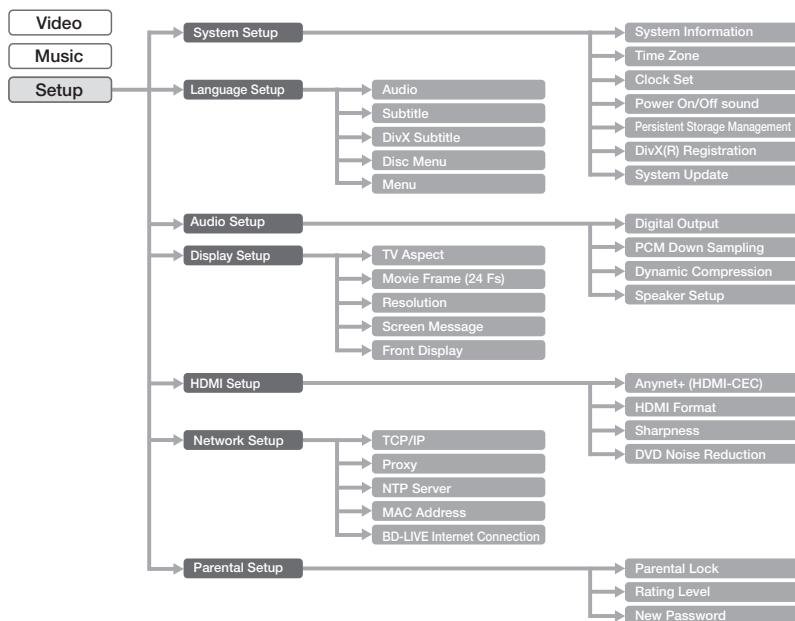 Video
Music
Setup
System Setup
System Information
Time Zone
Clock Set
Power On/Off sound
Persistent Storage Management
DivX(R) Registration
System Update
Language Setup
Audio
Subtitle
DivX Subtitle
Disc Menu
Menu
Audio Setup
Digital Output
PCM Down Sampling
Dynamic Compression
Speaker Setup
Display Setup
TV Aspect
Movie Frame (24 Fs)
Resolution
Screen Message
Front Display
HDMI Setup
Anynet+ (HDMI-CEC)
HDMI Format
Sharpness
DVD Noise Reduction
Network Setup
TCP/IP
Proxy
NTP Server
MAC Address
BD-LIVE Internet Connection
Parental Setup
Parental Lock
Rating Level
New Password